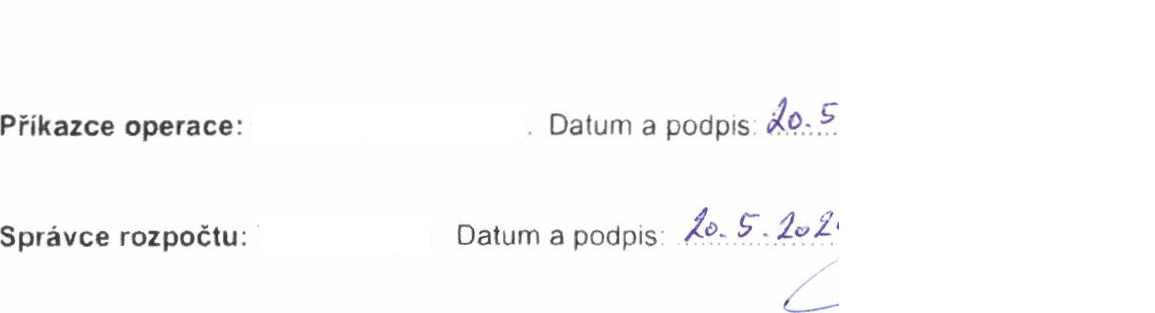 Příkazce operace: . Datum a podpis: 20.5
Správce rozpočtu: Datum a podpis: 20.5.202